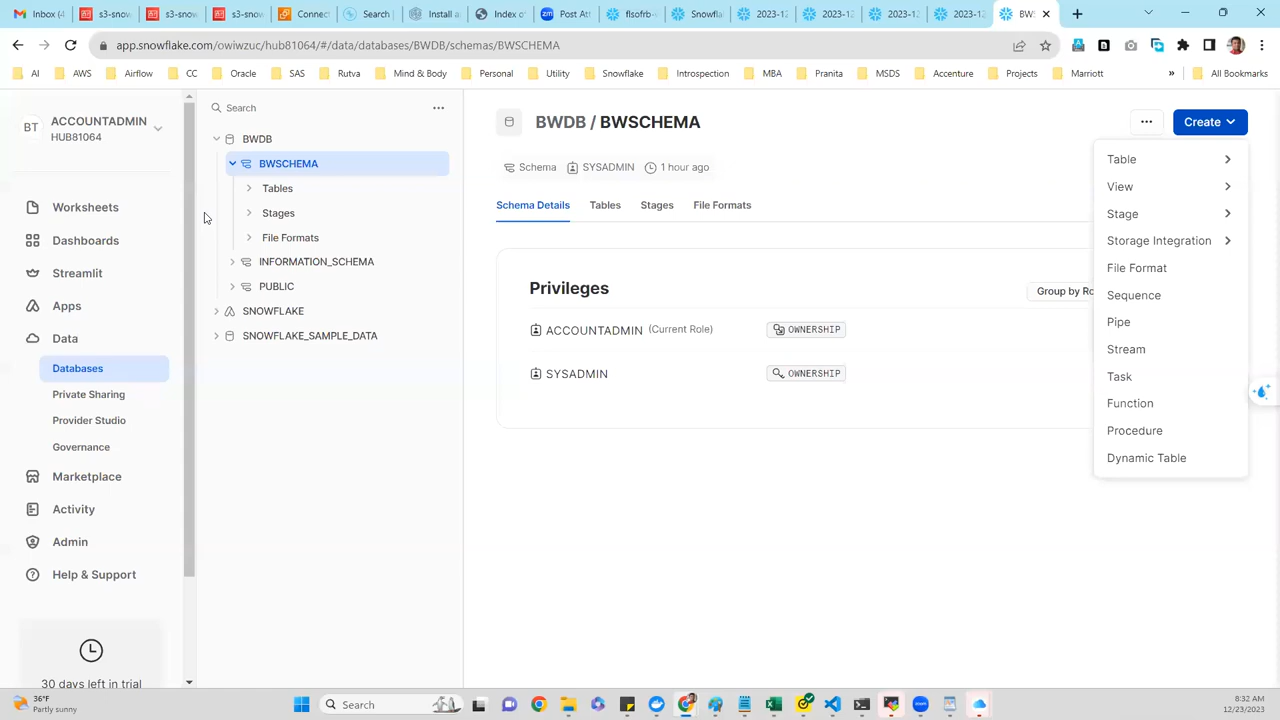 Inbox (4
s3-snow
s3-snow
s3-snow
Connect
Search |
Install a
Index of
Post Att
flsofrb-v
Snowfla
2023-12
2023-12
2023-12
2023-12
BWS
app.snowflake.com/owiwzuc/hub81064/#/data/databases/BWDB/schemas/BWSCHEMA
AI
AWS
Airflow
CC
Oracle
SAS
Rutva
Mind & Body
Personal
Utility
Snowflake
Introspection
MBA
Pranita
MSDS
Accenture
Projects
Marriott
»
All Bookmarks
BT
ACCOUNTADMIN
HUB81064
Worksheets
Dashboards
Streamlit
Apps
Data
Databases
Private Sharing
Provider Studio
Governance
Marketplace
Activity
Admin
Help & Support
30 days left in trial
Search
BWDB
BWSCHEMA
Tables
Stages
File Formats
INFORMATION_SCHEMA
PUBLIC
SNOWFLAKE
SNOWFLAKE_SAMPLE_DATA
BWDB / BWSCHEMA
Create
Schema
SYSADMIN
1 hour ago
Schema Details
Tables
Stages
File Formats
Privileges
Group by Ro
ACCOUNTADMIN (Current Role)
OWNERSHIP
SYSADMIN
OWNERSHIP
Table
View
Stage
Storage Integration
File Format
Sequence
Pipe
Stream
Task
Function
Procedure
Dynamic Table
36°F
Partly sunny
Search
8:32 AM
12/23/2023